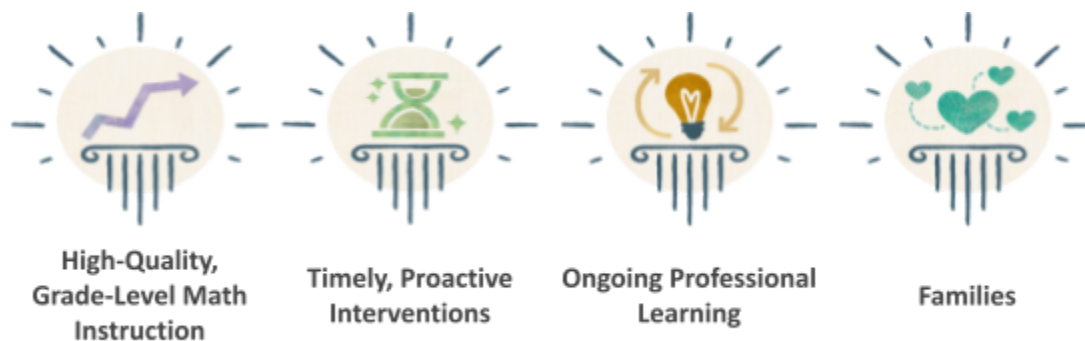 High-Quality,
Grade-Level Math
Instruction
Timely, Proactive
Interventions
Ongoing Professional
Learning
Families